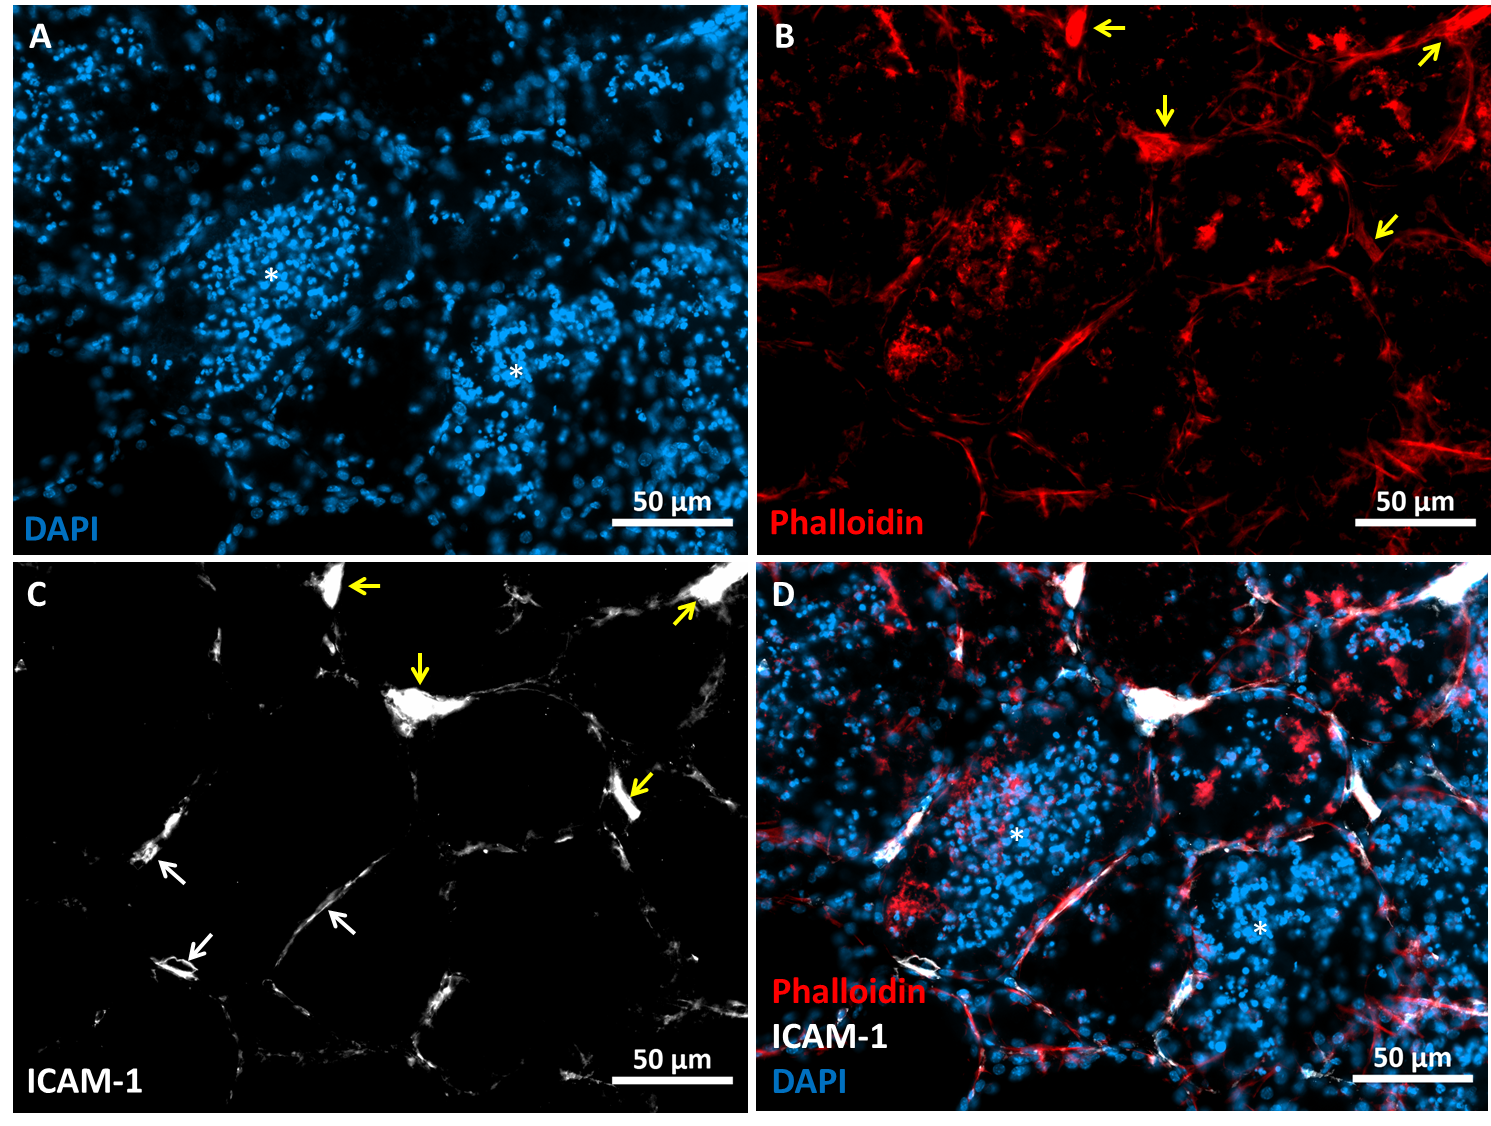 A
*
*
DAPI
50 µm
B
Phalloidin
50 µm
C
ICAM-1
50 µm
D
*
*
Phalloidin
ICAM-1
DAPI
50 µm